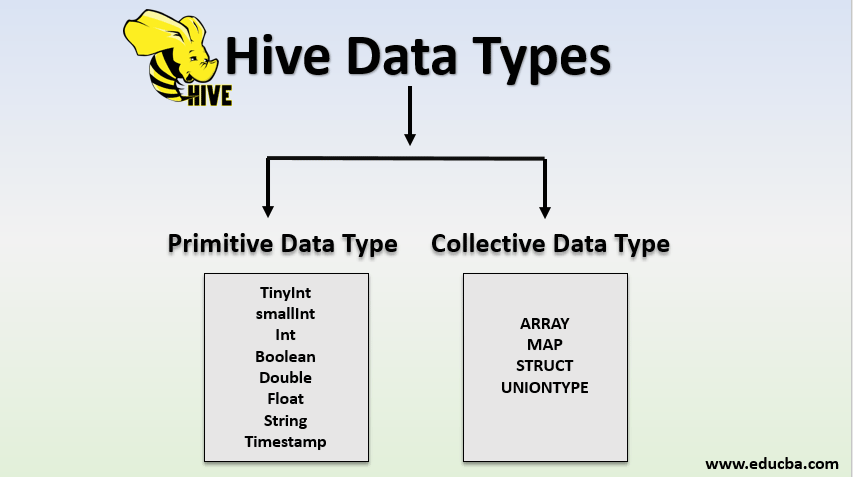 HIVE
Hive Data Types
Primitive Data Type
TinyInt
smallInt
Int
Boolean
Double
Float
String
Timestamp
Collective Data Type
ARRAY
MAP
STRUCT
UNIONTYPE
www.educba.com